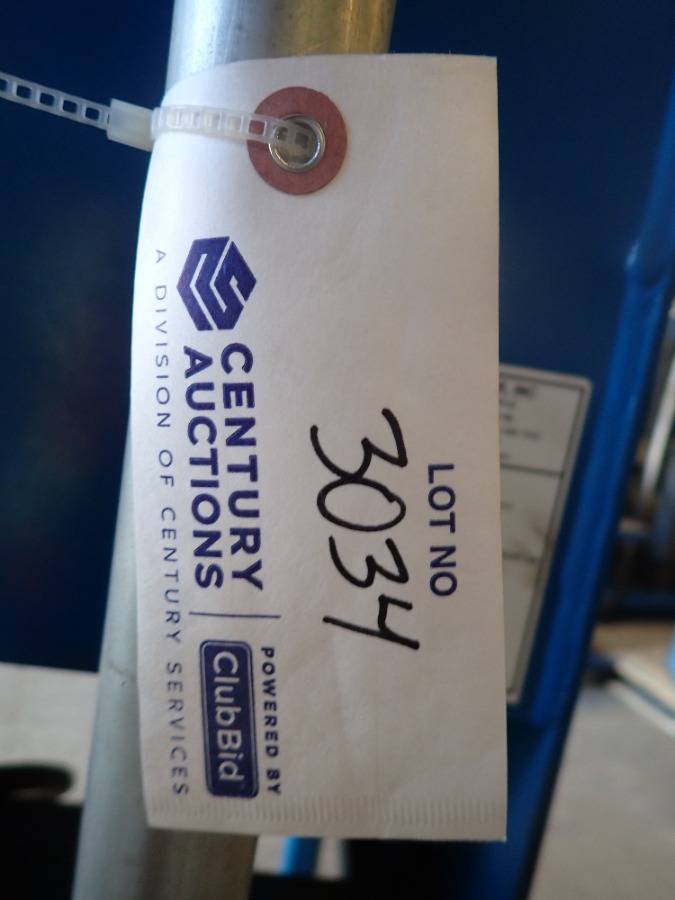 LOT NO
3034
CENTURY
AUCTIONS
POWERED BY
ClubBid
A DIVISION OF CENTURY SERVICES